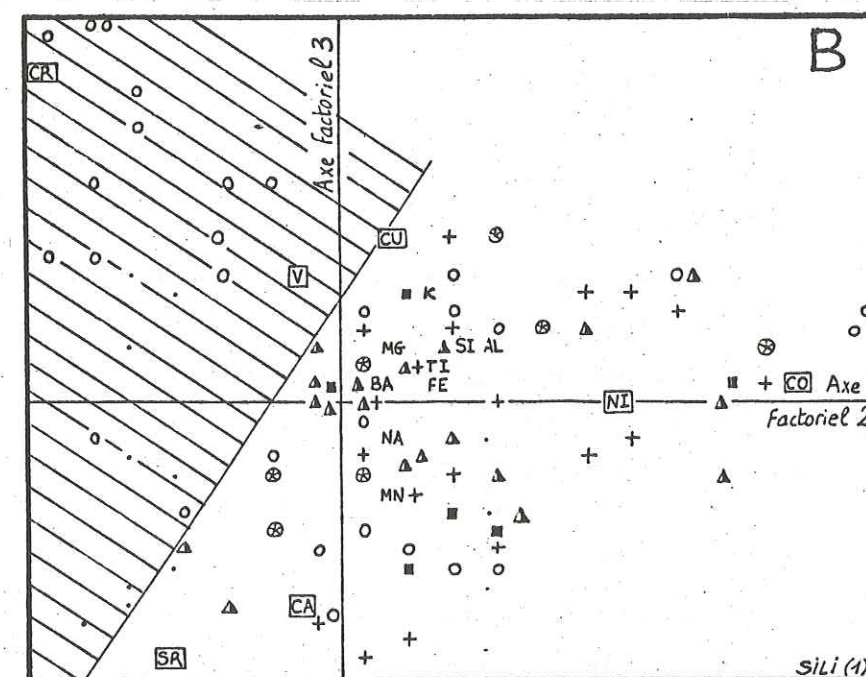 B
CR
Axe Factoriel 3
CU
V
K
MG
SI AL
TI
BA
FE
CO
Axe
NI
Factoriel 2
NA
MN
CA
SR
SiLi (1)